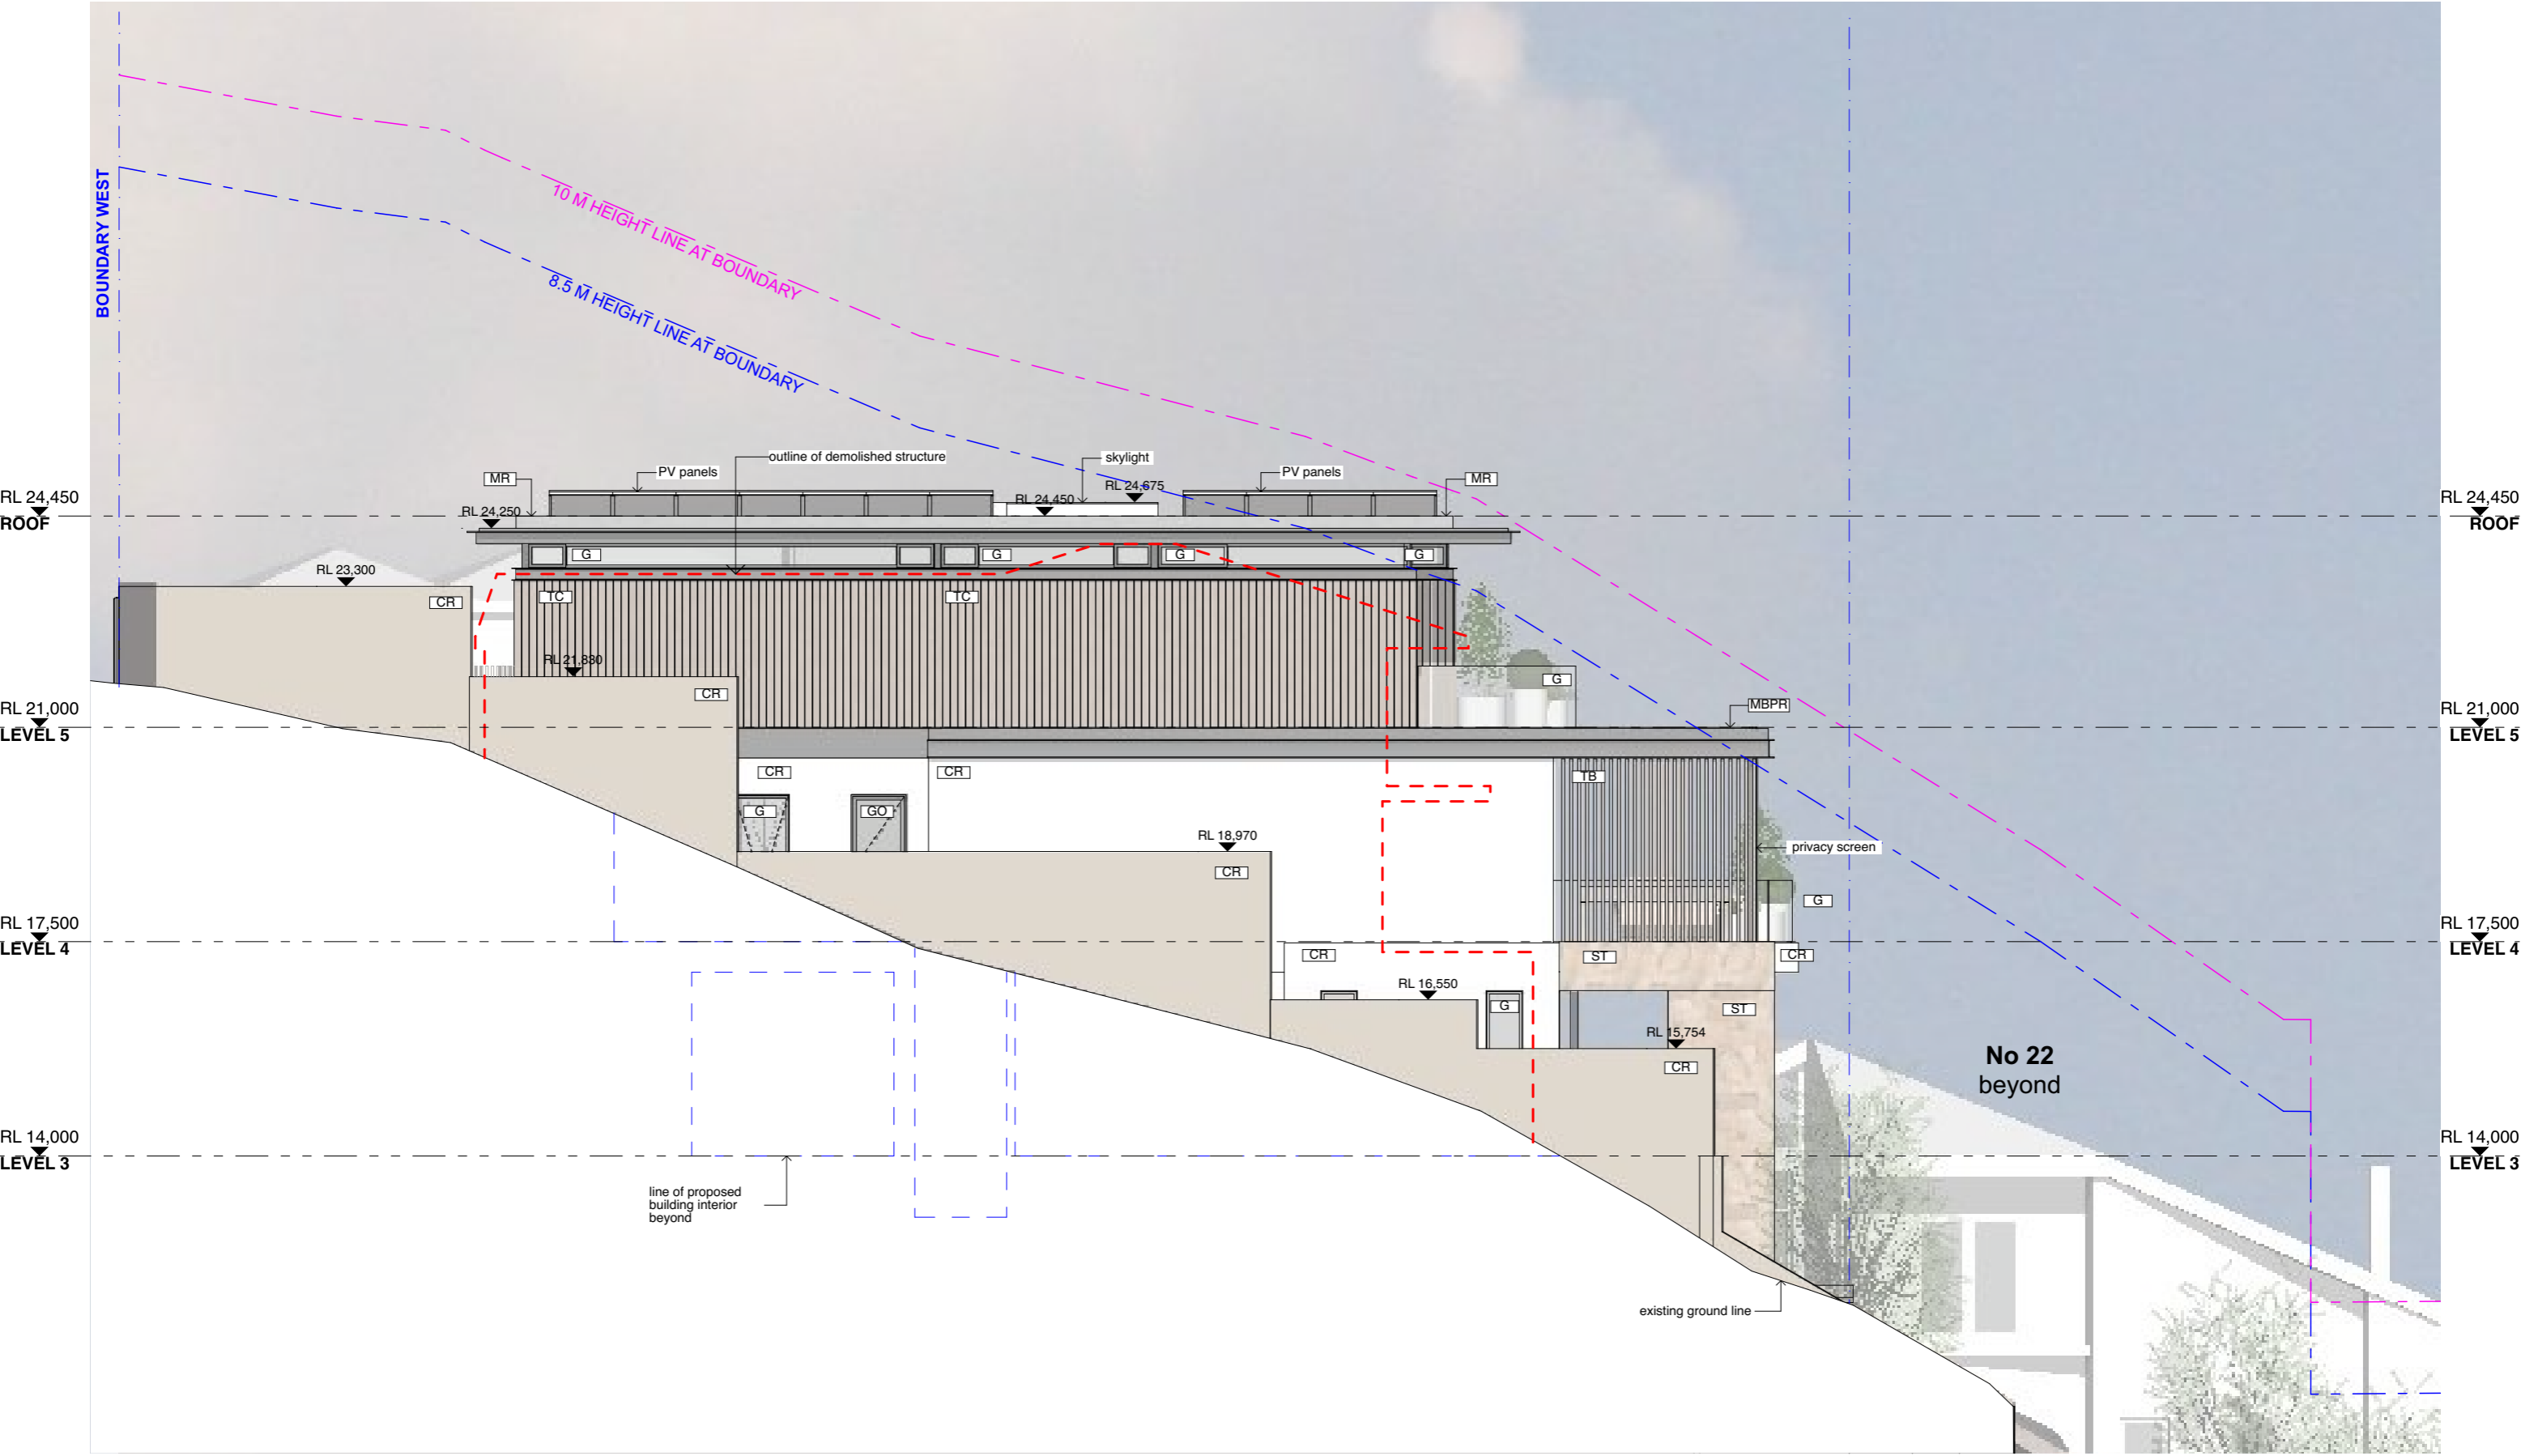 BOUNDARY WEST
10 M HEIGHT LINE AT BOUNDARY
8.5 M HEIGHT LINE AT BOUNDARY
outline of demolished structure
skylight
PV panels
PV panels
MR
MR
RL 24,675
RL 24,450
RL 24,250
RL 24,450
ROOF
RL 24,450
ROOF
G
G
G
G
RL 23,300
CR
TC
TC
RL 21,830
CR
G
MBPR
RL 21,000
LEVEL 5
RL 21,000
LEVEL 5
CR
CR
TB
G
GO
RL 18,970
privacy screen
CR
G
RL 17,500
LEVEL 4
RL 17,500
LEVEL 4
CR
ST
CR
RL 16,550
G
ST
RL 15,754
CR
No 22
beyond
RL 14,000
LEVEL 3
RL 14,000
LEVEL 3
line of proposed
building interior
beyond
existing ground line